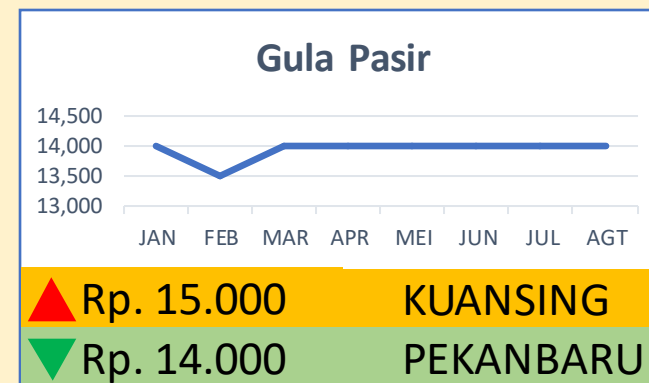 Gula Pasir
14,500
14,000
13,500
13,000
JAN FEB MAR APR MEI JUN JUL AGT
Rp. 15.000 KUANSING
Rp. 14.000 PEKANBARU